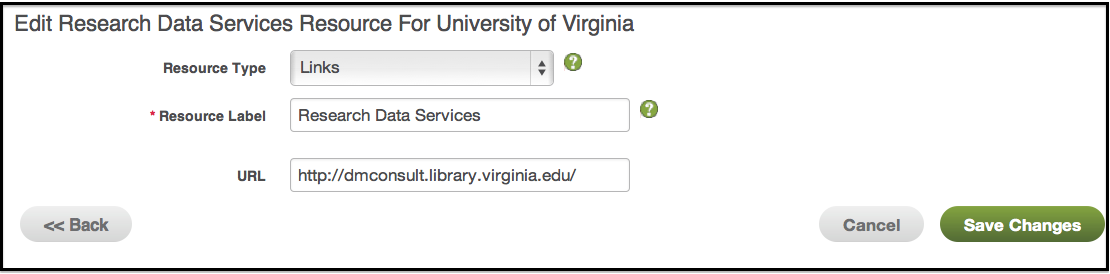 Edit Research Data Services Resource For University of Virginia
Resource Type Links ?
* Resource Label Research Data Services ?
URL http://dmconsult.library.virginia.edu/
<< Back Cancel Save Changes